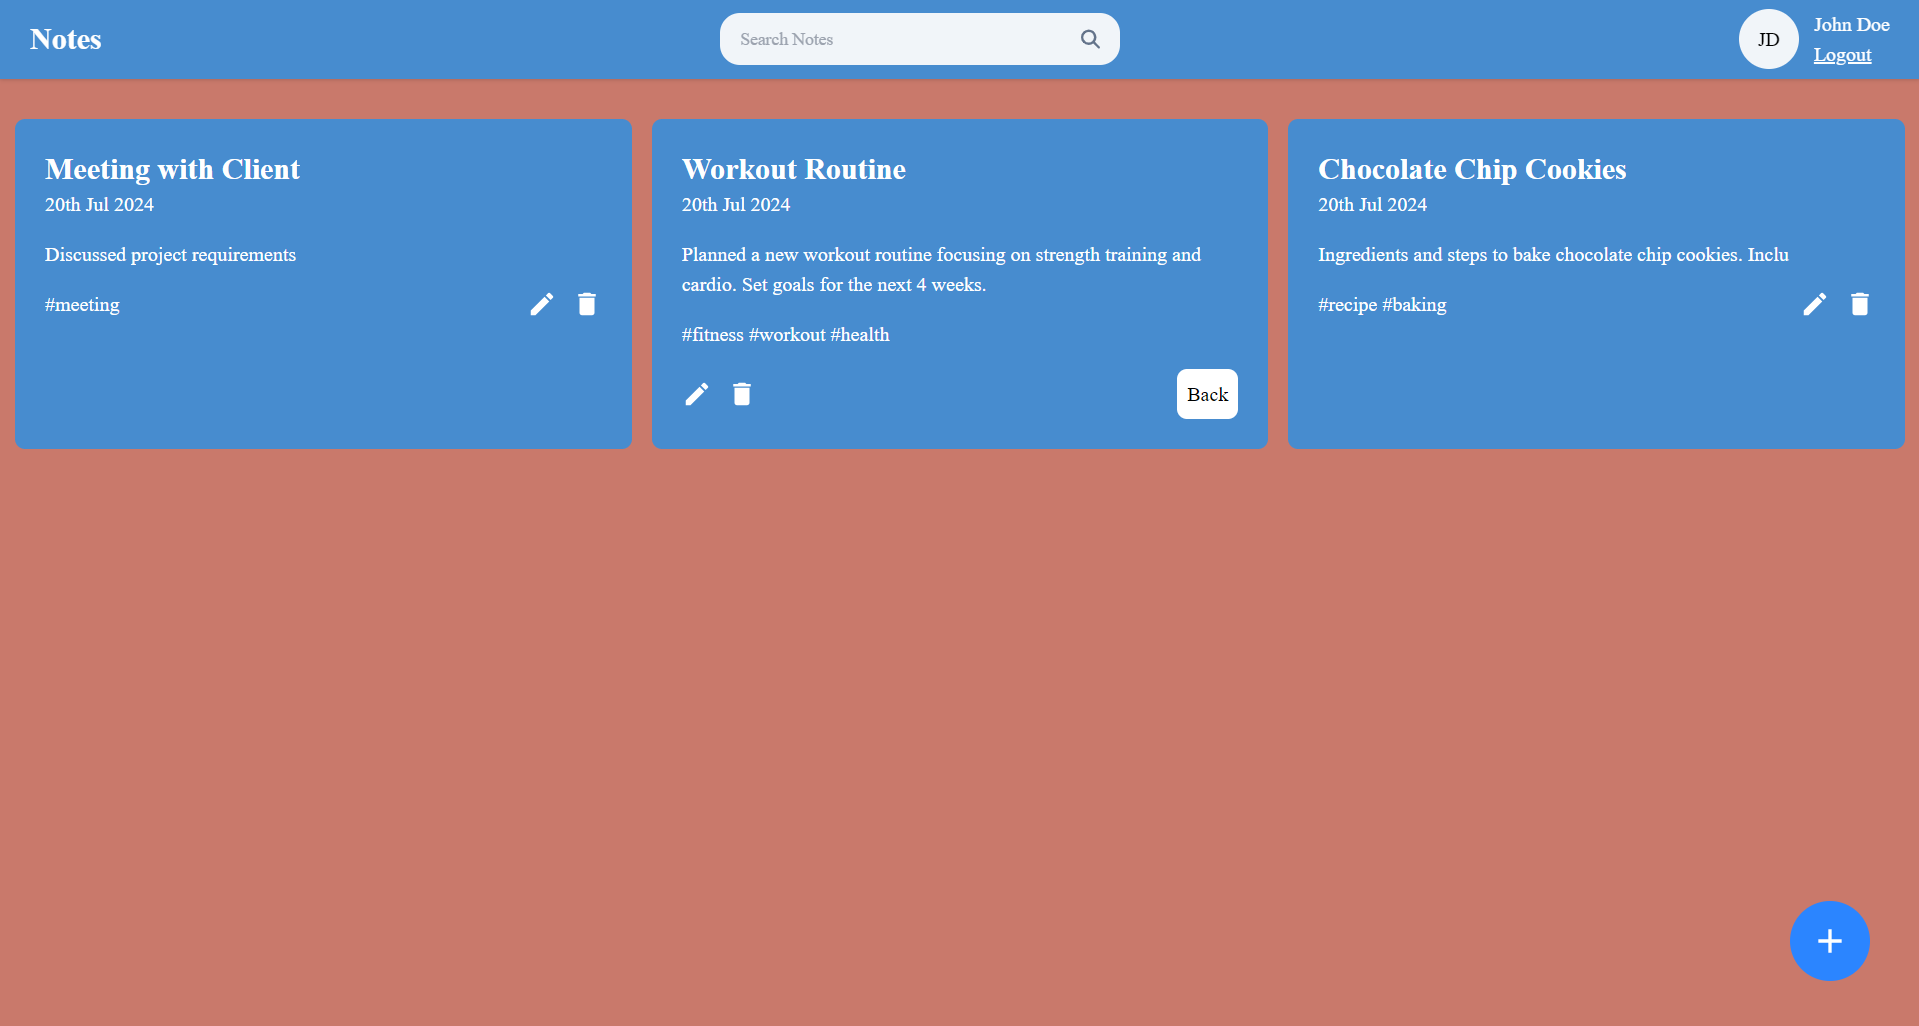 Notes
Search Notes
JD
John Doe
Logout
Meeting with Client
20th Jul 2024
Discussed project requirements
#meeting
Workout Routine
20th Jul 2024
Planned a new workout routine focusing on strength training and
cardio. Set goals for the next 4 weeks.
#fitness #workout #health
Back
Chocolate Chip Cookies
20th Jul 2024
Ingredients and steps to bake chocolate chip cookies. Inclu
#recipe #baking